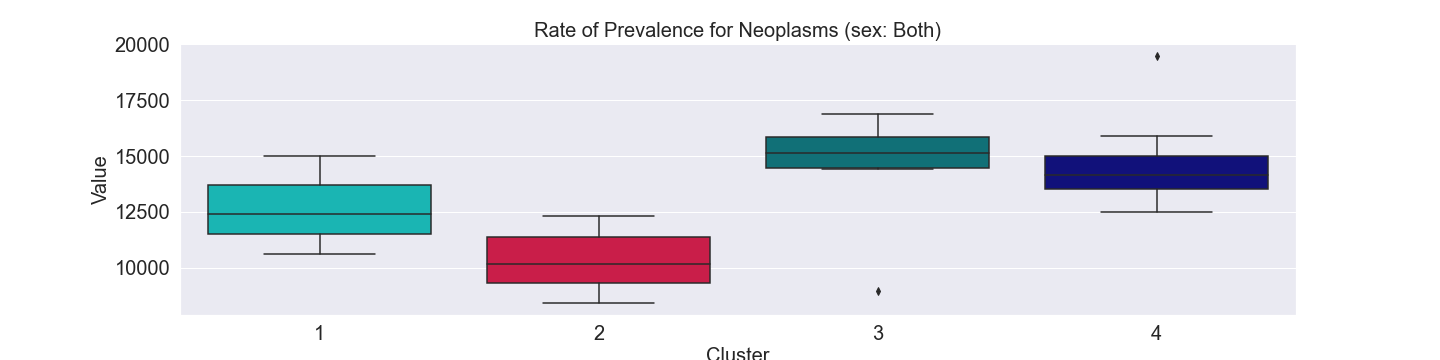 Rate of Prevalence for Neoplasms (sex: Both)
20000
17500
15000
12500
10000
Value
1 2 3 4
Cluster